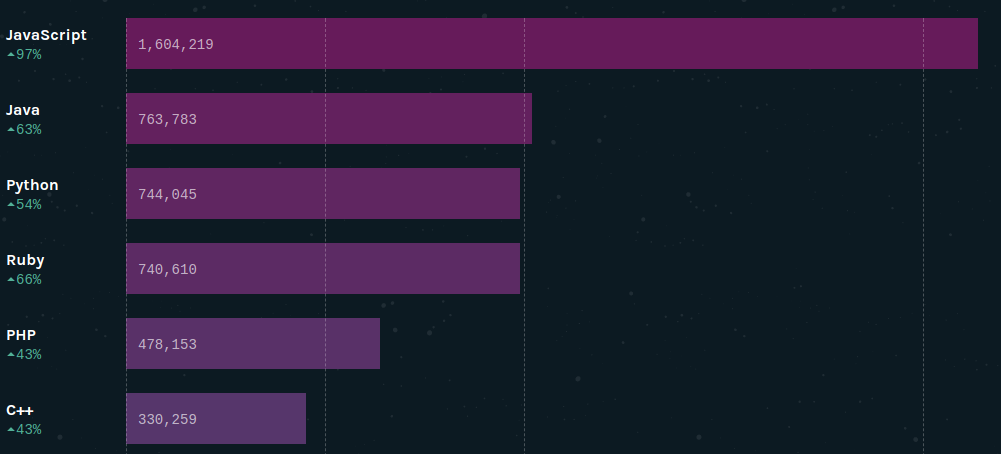 JavaScript
97%
1,604,219
Java
63%
763,783
Python
54%
744,045
Ruby
66%
740,610
PHP
43%
478,153
C++
43%
330,259